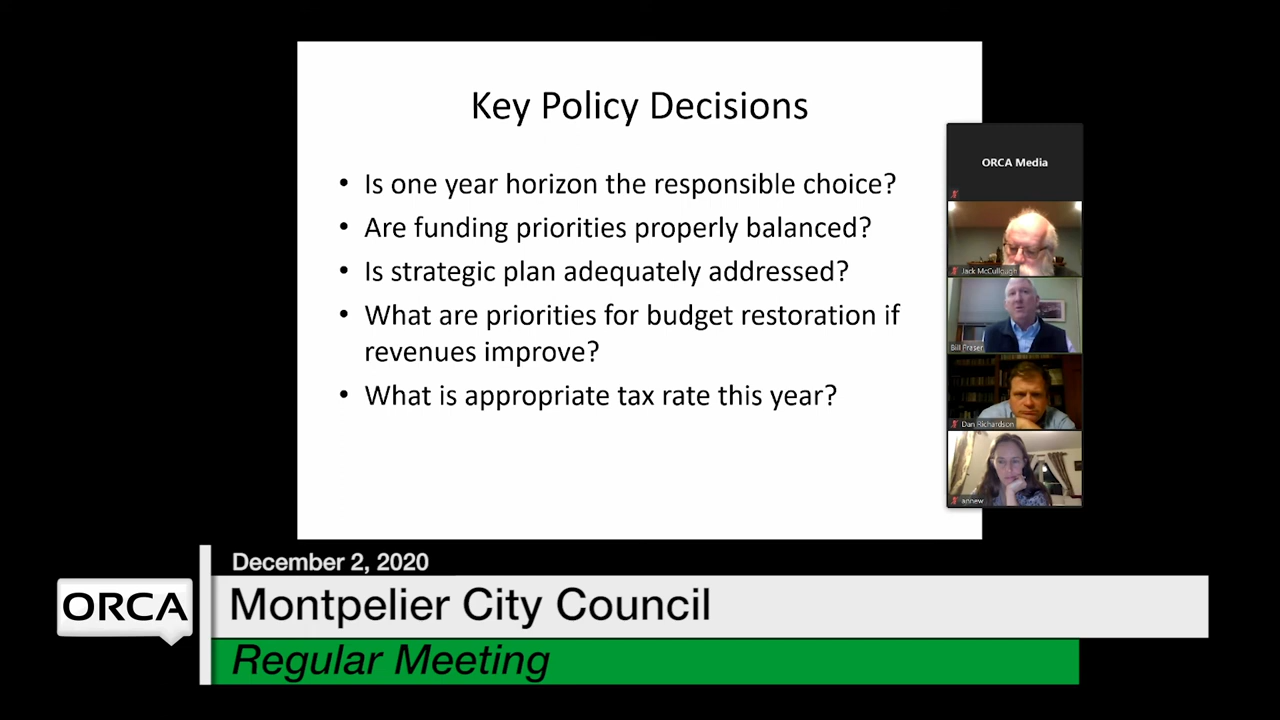 Key Policy Decisions
• Is one year horizon the responsible choice?
• Are funding priorities properly balanced?
• Is strategic plan adequately addressed?
• What are priorities for budget restoration if
revenues improve?
• What is appropriate tax rate this year?
ORCA Media
Jack McCullough
Bill Fraser
Dan Richardson
annew
December 2, 2020
ORCA
Montpelier City Council
Regular Meeting